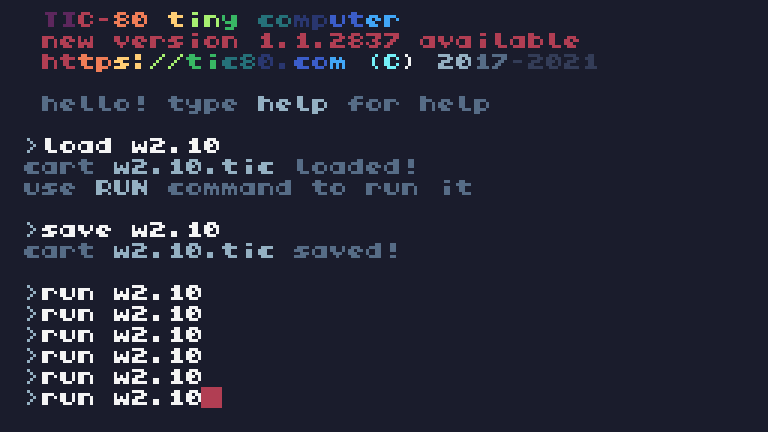 TIC-80 tiny computer
new version 1.1.2837 available
https://tic80.com (C) 2017-2021
hello! type help for help
>load w2.10
cart w2.10.tic loaded!
use RUN command to run it
>save w2.10
cart w2.10.tic saved!
>run w2.10
>run w2.10
>run w2.10
>run w2.10
>run w2.10
>run w2.10